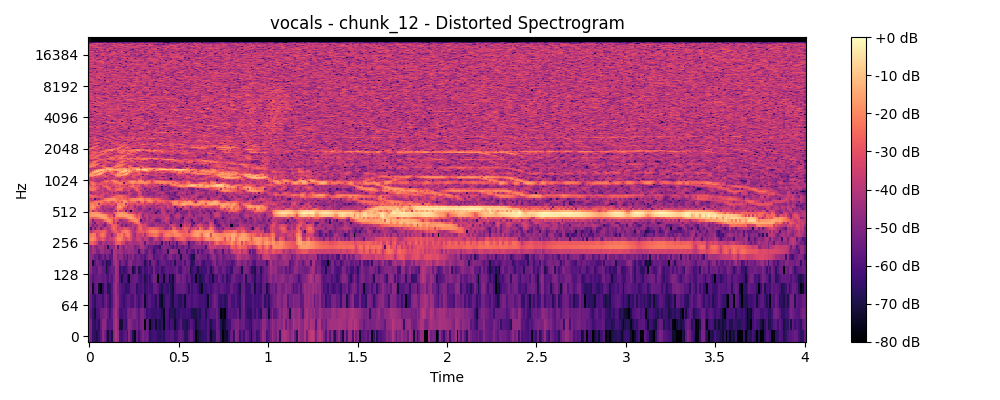 vocals - chunk_12 - Distorted Spectrogram
Hz
16384
8192
4096
2048
1024
512
256
128
64
0
0
0.5
1
1.5
2
2.5
3
3.5
4
Time
+0 dB
-10 dB
-20 dB
-30 dB
-40 dB
-50 dB
-60 dB
-70 dB
-80 dB